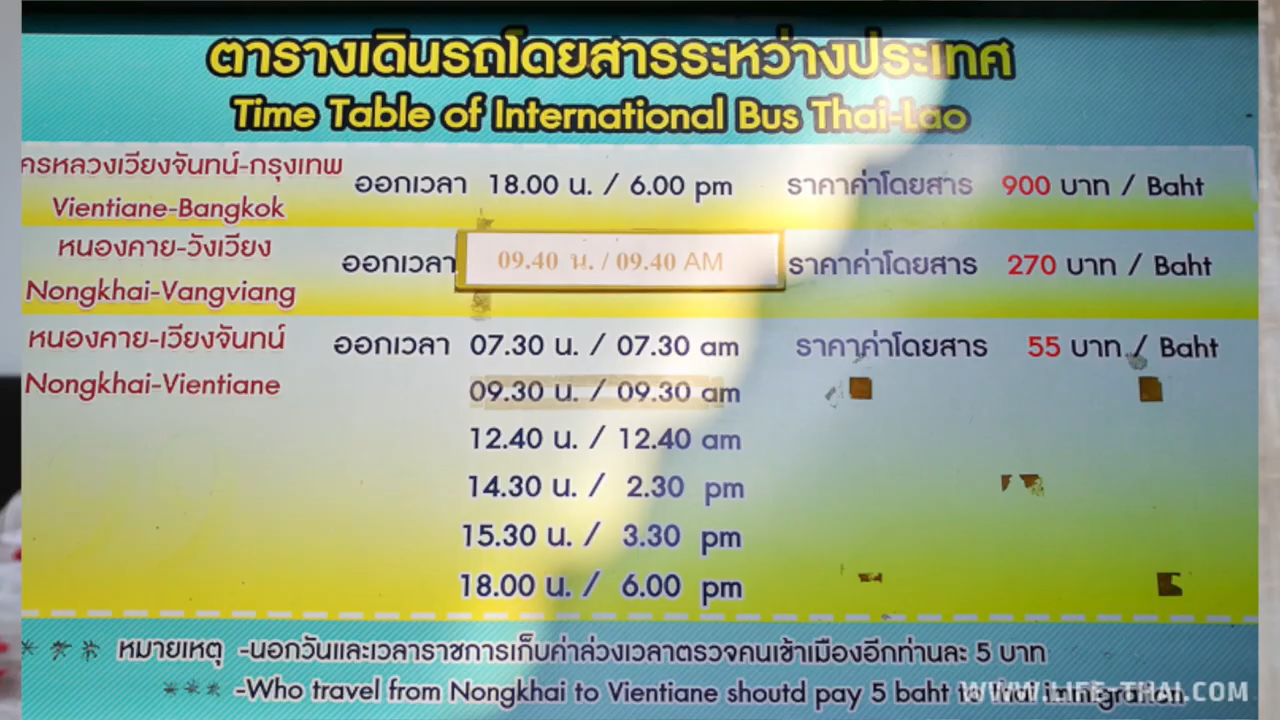 ตารางเดินรถโดยสารระหว่างประเทศ
Time Table of International Bus Thai-Lao
ครหลวงเวียงจันทน์-กรุงเทพ ออกเวลา 18.00 น. / 6.00 pm ราคาค่าโดยสาร 900 บาท / Baht
Vientiane-Bangkok
หนองคาย-วังเวียง ออกเวลา 09.40 น. / 09.40 AM ราคาค่าโดยสาร 270 บาท / Baht
Nongkhai-Vangviang
หนองคาย-เวียงจันทน์ ออกเวลา 07.30 น. / 07.30 am ราคาค่าโดยสาร 55 บาท / Baht
Nongkhai-Vientiane 09.30 น. / 09.30 am
12.40 น. / 12.40 am
14.30 น. / 2.30 pm
15.30 น. / 3.30 pm
18.00 น. / 6.00 pm
*** หมายเหตุ -นอกวันและเวลาราชการเก็บค่าล่วงเวลาตรวจคนเข้าเมืองอีกท่านละ 5 บาท
*** -Who travel from Nongkhai to Vientiane shoutd pay 5 baht to Thai immigration.
WWW.LIFE-THAI.COM